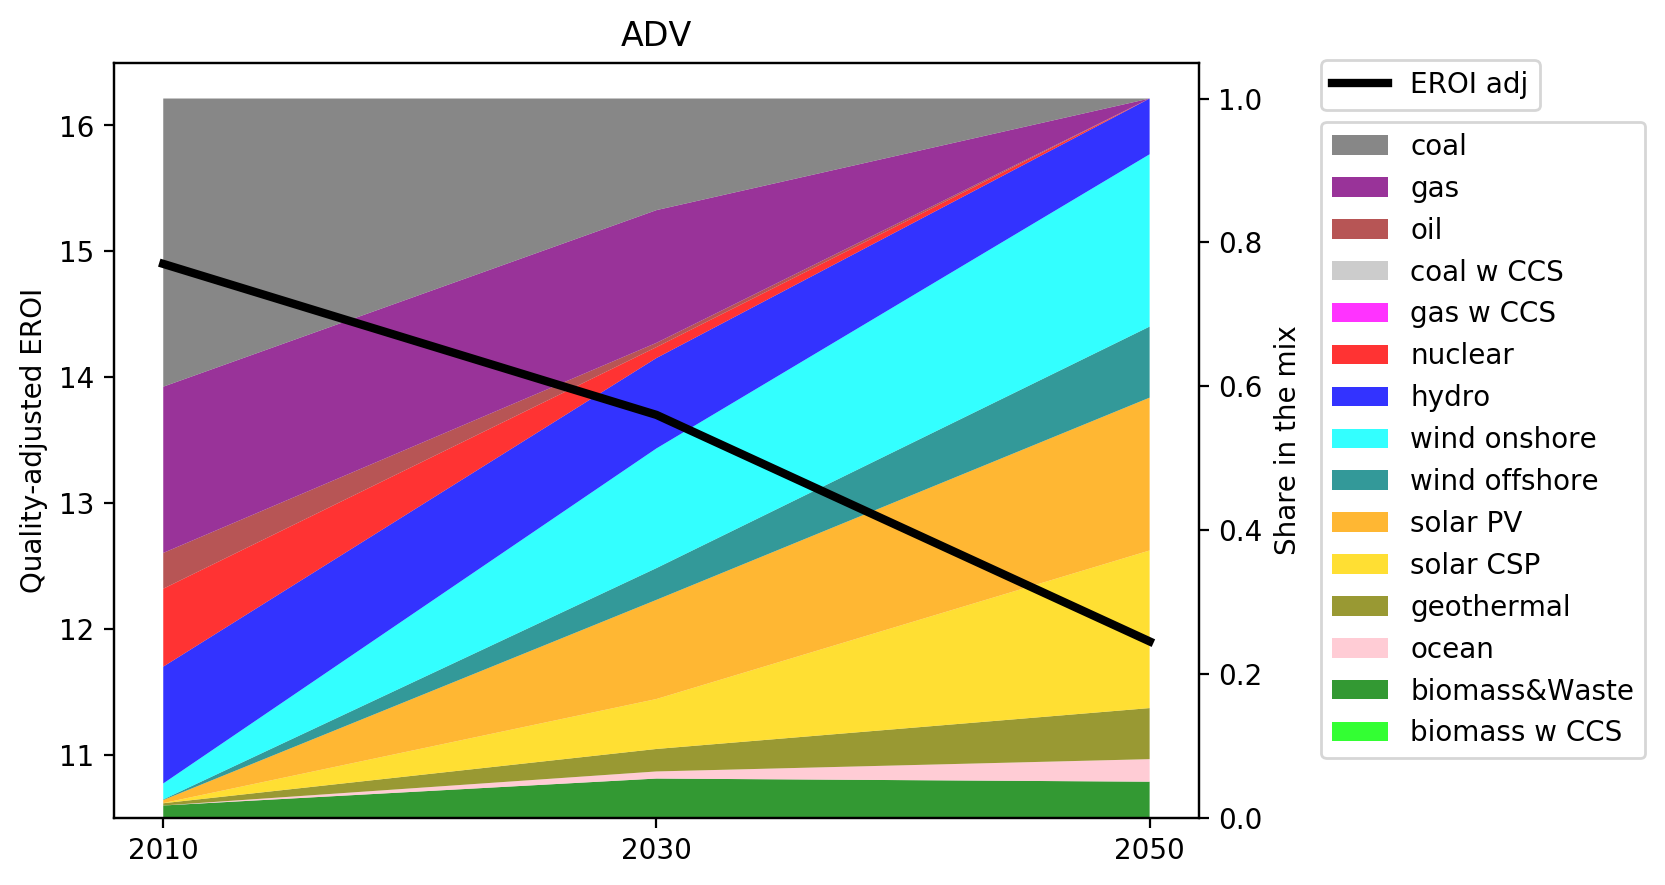 ADV
Quality-adjusted EROI
16
15
14
13
12
11
2010
2030
2050
1.0
0.8
0.6
0.4
0.2
0.0
Share in the mix
EROI adj
coal
gas
oil
coal w CCS
gas w CCS
nuclear
hydro
wind onshore
wind offshore
solar PV
solar CSP
geothermal
ocean
biomass&Waste
biomass w CCS